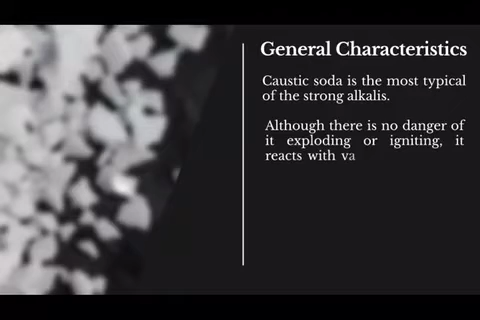 General Characteristics
Caustic soda is the most typical
of the strong alkalis.
Although there is no danger of
it exploding or igniting, it
reacts with va